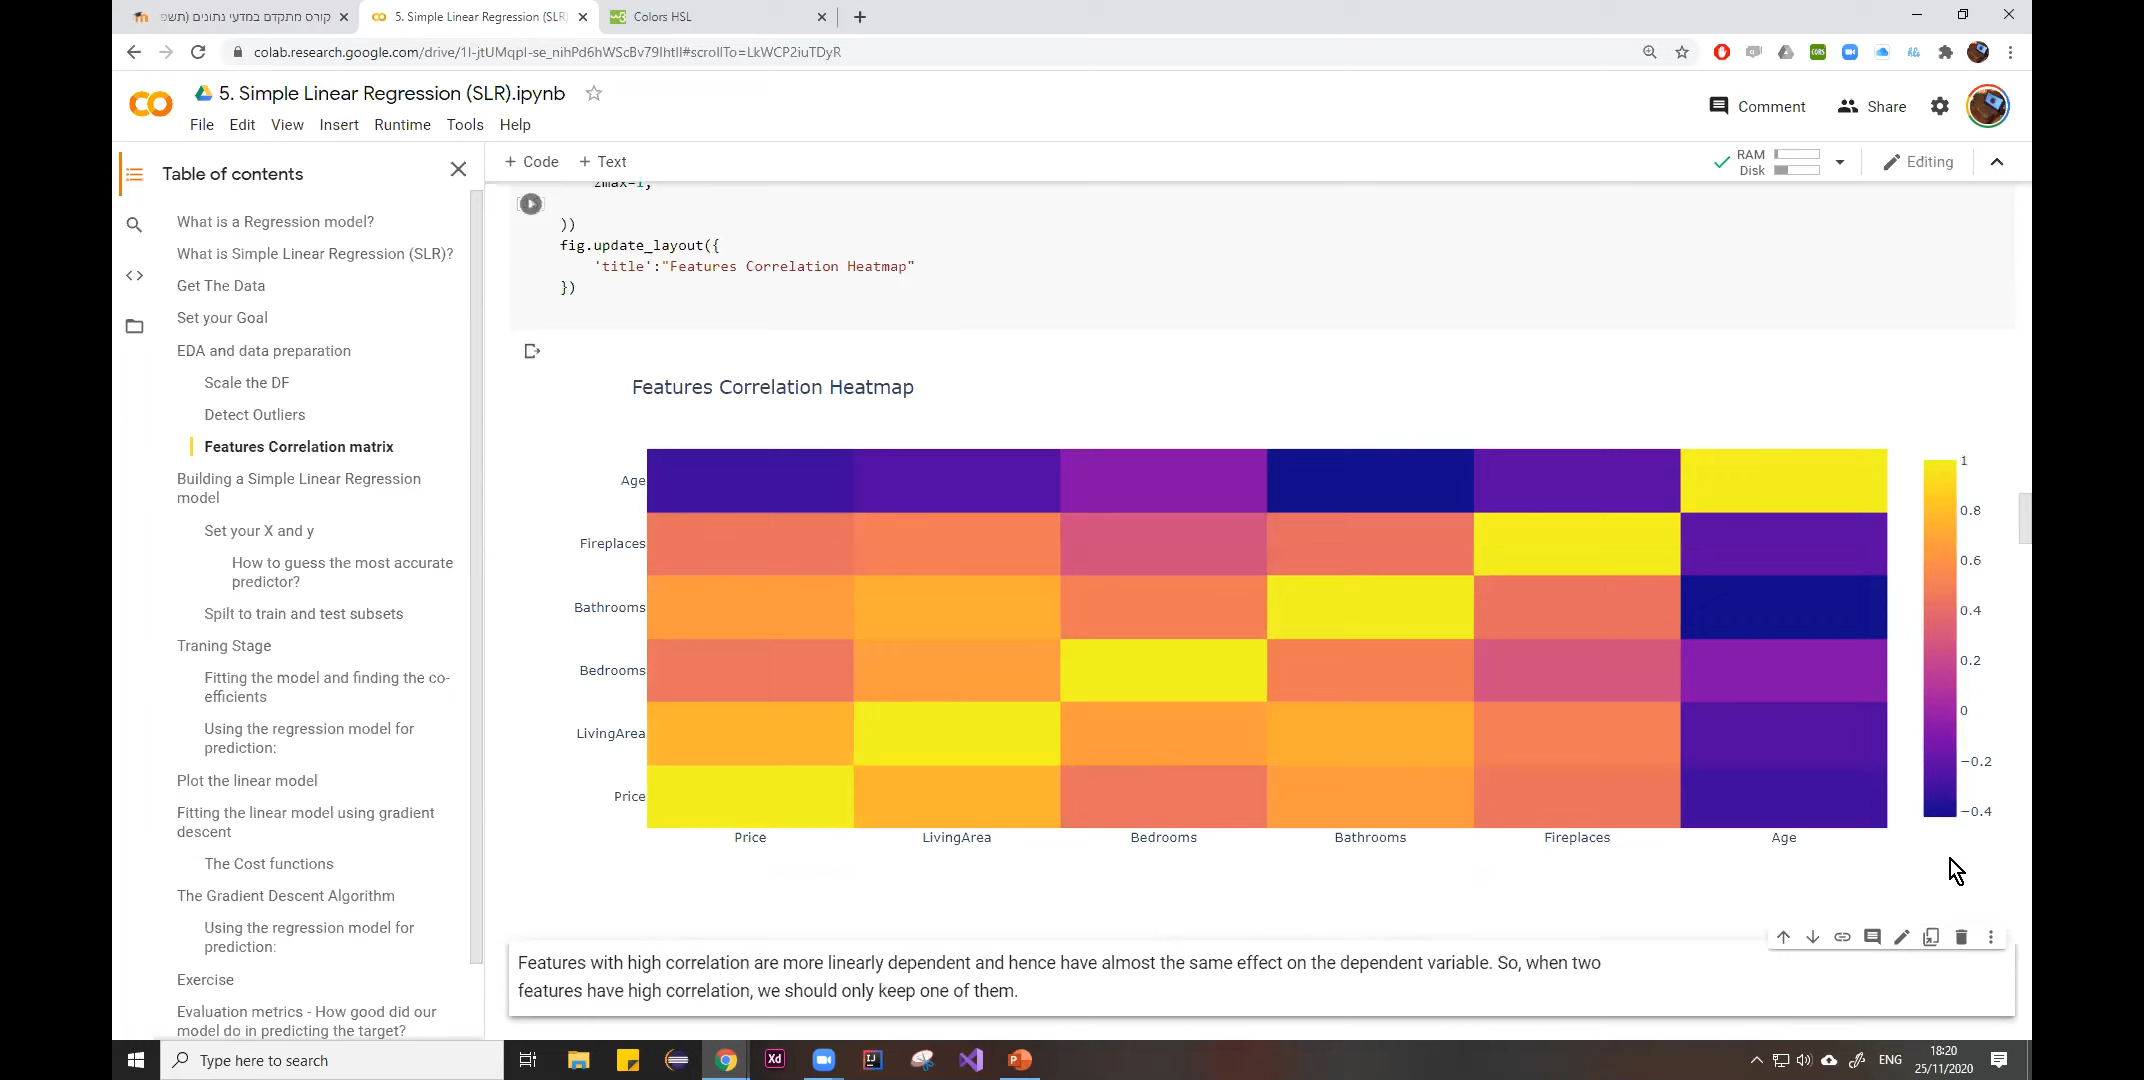 קורס מתקדם במדעי נתונים (תשפ
5. Simple Linear Regression (SLR)
Colors HSL
colab.research.google.com/drive/1I-jtUMqpI-se_nihPd6hWScBv79IhtIl#scrollTo=LkWCP2iuTDyR
5. Simple Linear Regression (SLR).ipynb
Comment
Share
File Edit View Insert Runtime Tools Help
Table of contents
+ Code + Text
RAM
Disk
Editing
What is a Regression model?
What is Simple Linear Regression (SLR)?
Get The Data
Set your Goal
EDA and data preparation
Scale the DF
Detect Outliers
Features Correlation matrix
Building a Simple Linear Regression
model
Set your X and y
How to guess the most accurate
predictor?
Spilt to train and test subsets
Traning Stage
Fitting the model and finding the co-
efficients
Using the regression model for
prediction:
Plot the linear model
Fitting the linear model using gradient
descent
The Cost functions
The Gradient Descent Algorithm
Using the regression model for
prediction:
Exercise
Evaluation metrics - How good did our
model do in predicting the target?
zmax=1,
))
fig.update_layout({
'title':"Features Correlation Heatmap"
})
Features Correlation Heatmap
Age
Fireplaces
Bathrooms
Bedrooms
LivingArea
Price
Price LivingArea Bedrooms Bathrooms Fireplaces Age
1
0.8
0.6
0.4
0.2
0
−0.2
−0.4
Features with high correlation are more linearly dependent and hence have almost the same effect on the dependent variable. So, when two
features have high correlation, we should only keep one of them.
Type here to search
Xd
IJ
ENG
18:20
25/11/2020